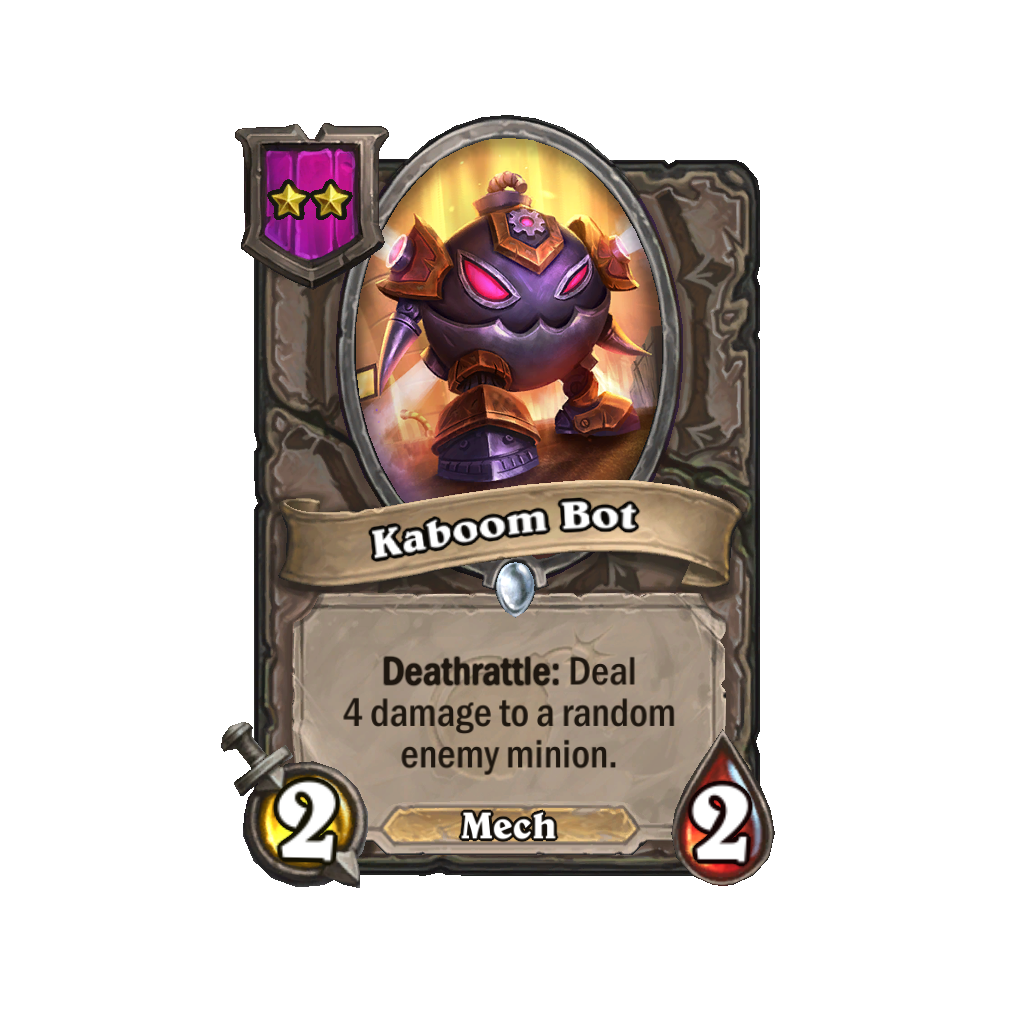 Kaboom Bot
Deathrattle: Deal
4 damage to a random
enemy minion.
2
Mech
2